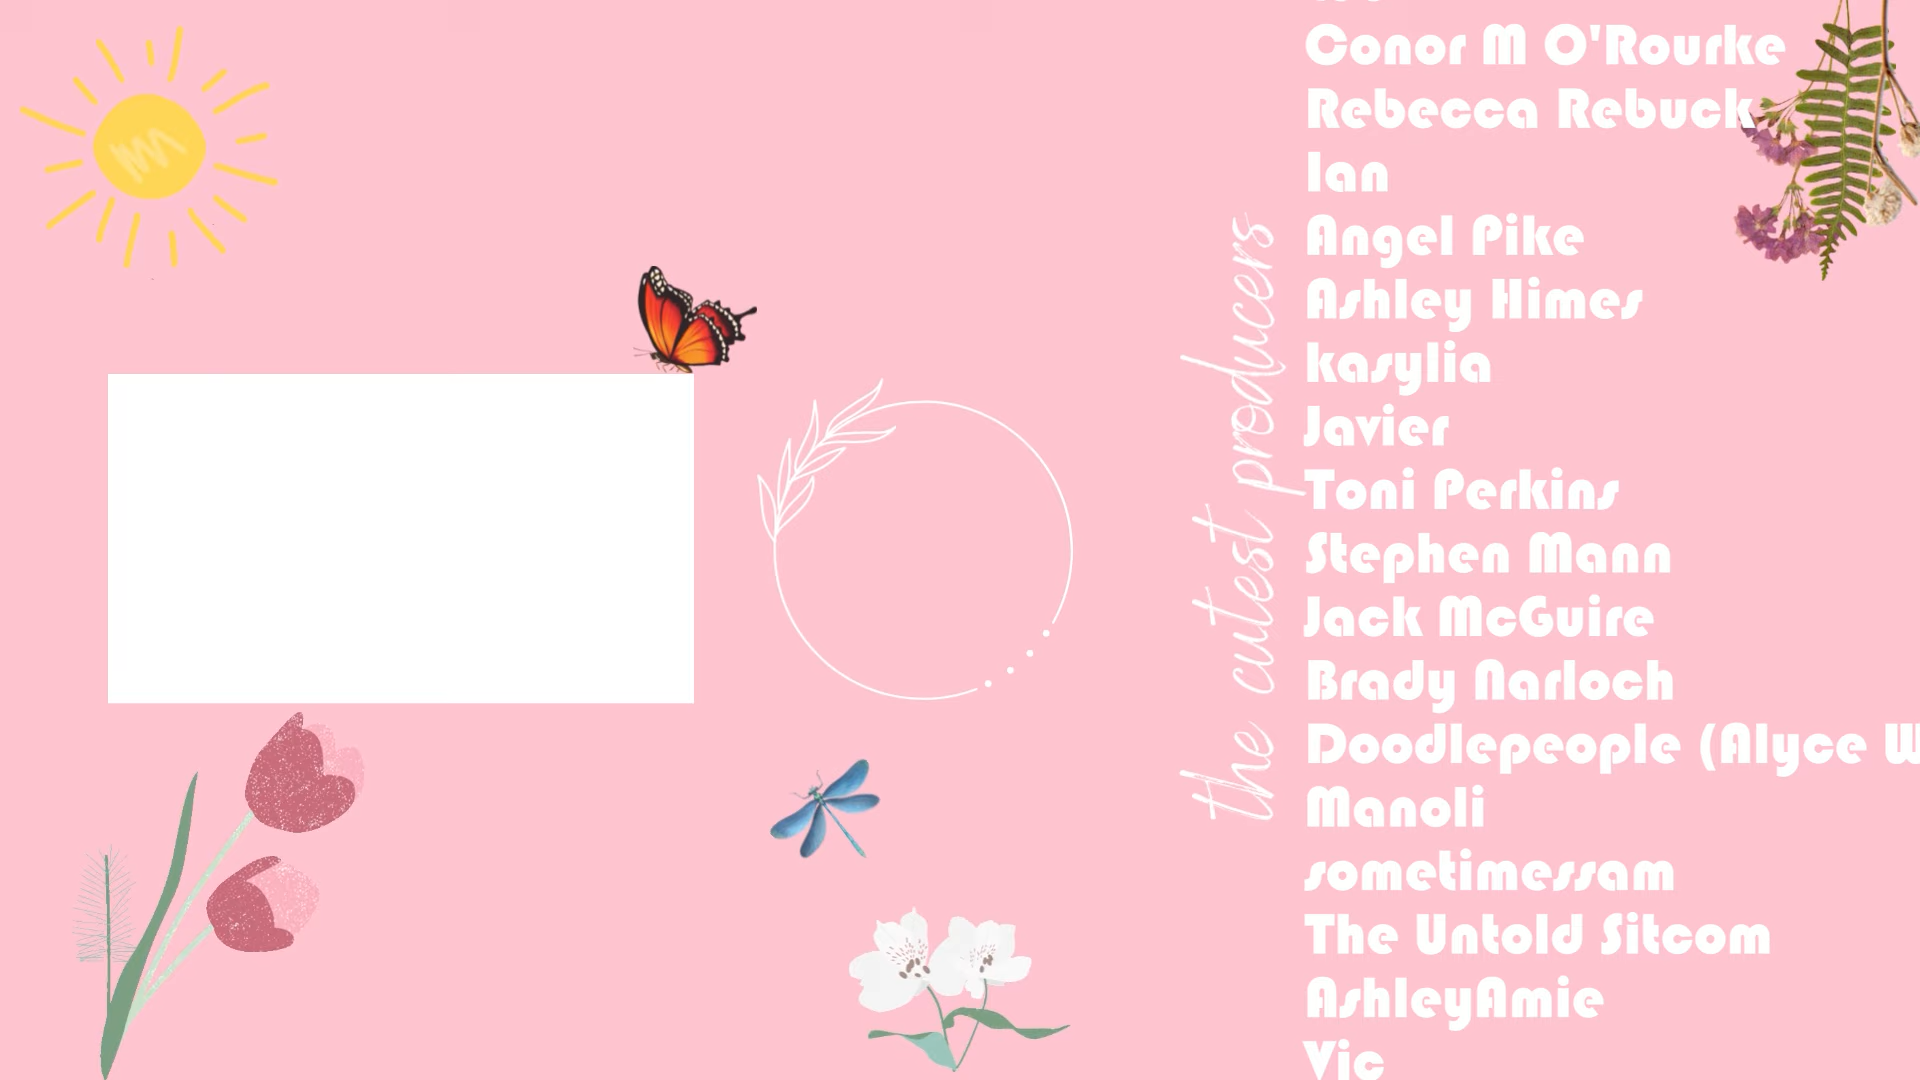 the cutest producers
Conor M O'Rourke
Rebecca Rebuck
Ian
Angel Pike
Ashley Himes
kasylia
Javier
Toni Perkins
Stephen Mann
Jack McGuire
Brady Narloch
Doodlepeople (Alyce W
Manoli
sometimessam
The Untold Sitcom
AshleyAmie
Vic